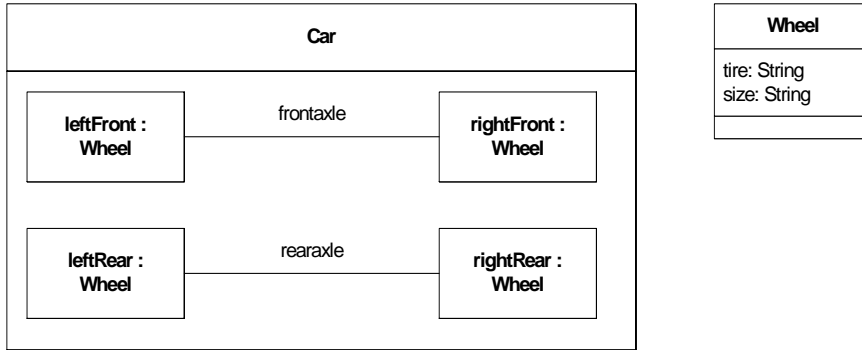 Car
leftFront :
Wheel
frontaxle
rightFront :
Wheel
leftRear :
Wheel
rearaxle
rightRear :
Wheel
Wheel
tire: String
size: String